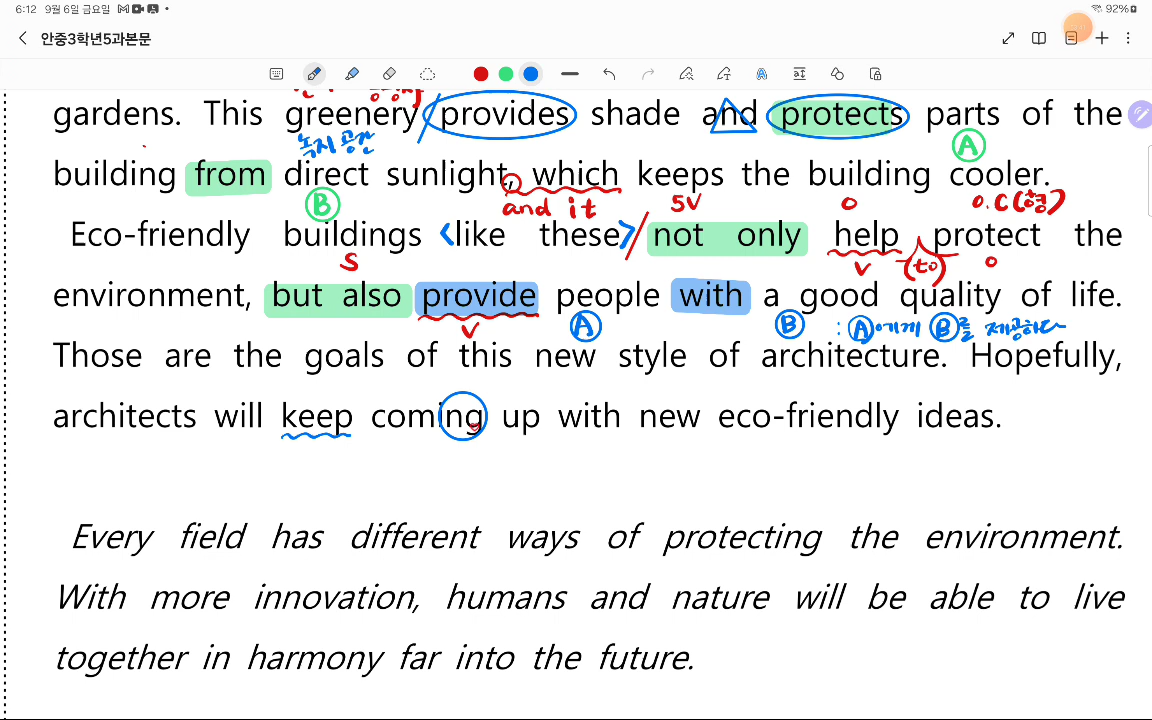 6:12 9월 6일 금요일 92%
안중3학년5과본문
gardens. This greenery provides shade and protects parts of the
녹지 공간
A
building from direct sunlight, which keeps the building cooler.
B and it 5V o o.c(형)
Eco-friendly buildings <like these>/ not only help protect the
S V (to) o
environment, but also provide people with a good quality of life.
V A B : A에게 B를 제공하다
Those are the goals of this new style of architecture. Hopefully,
architects will keep coming up with new eco-friendly ideas.
Every field has different ways of protecting the environment.
With more innovation, humans and nature will be able to live
together in harmony far into the future.